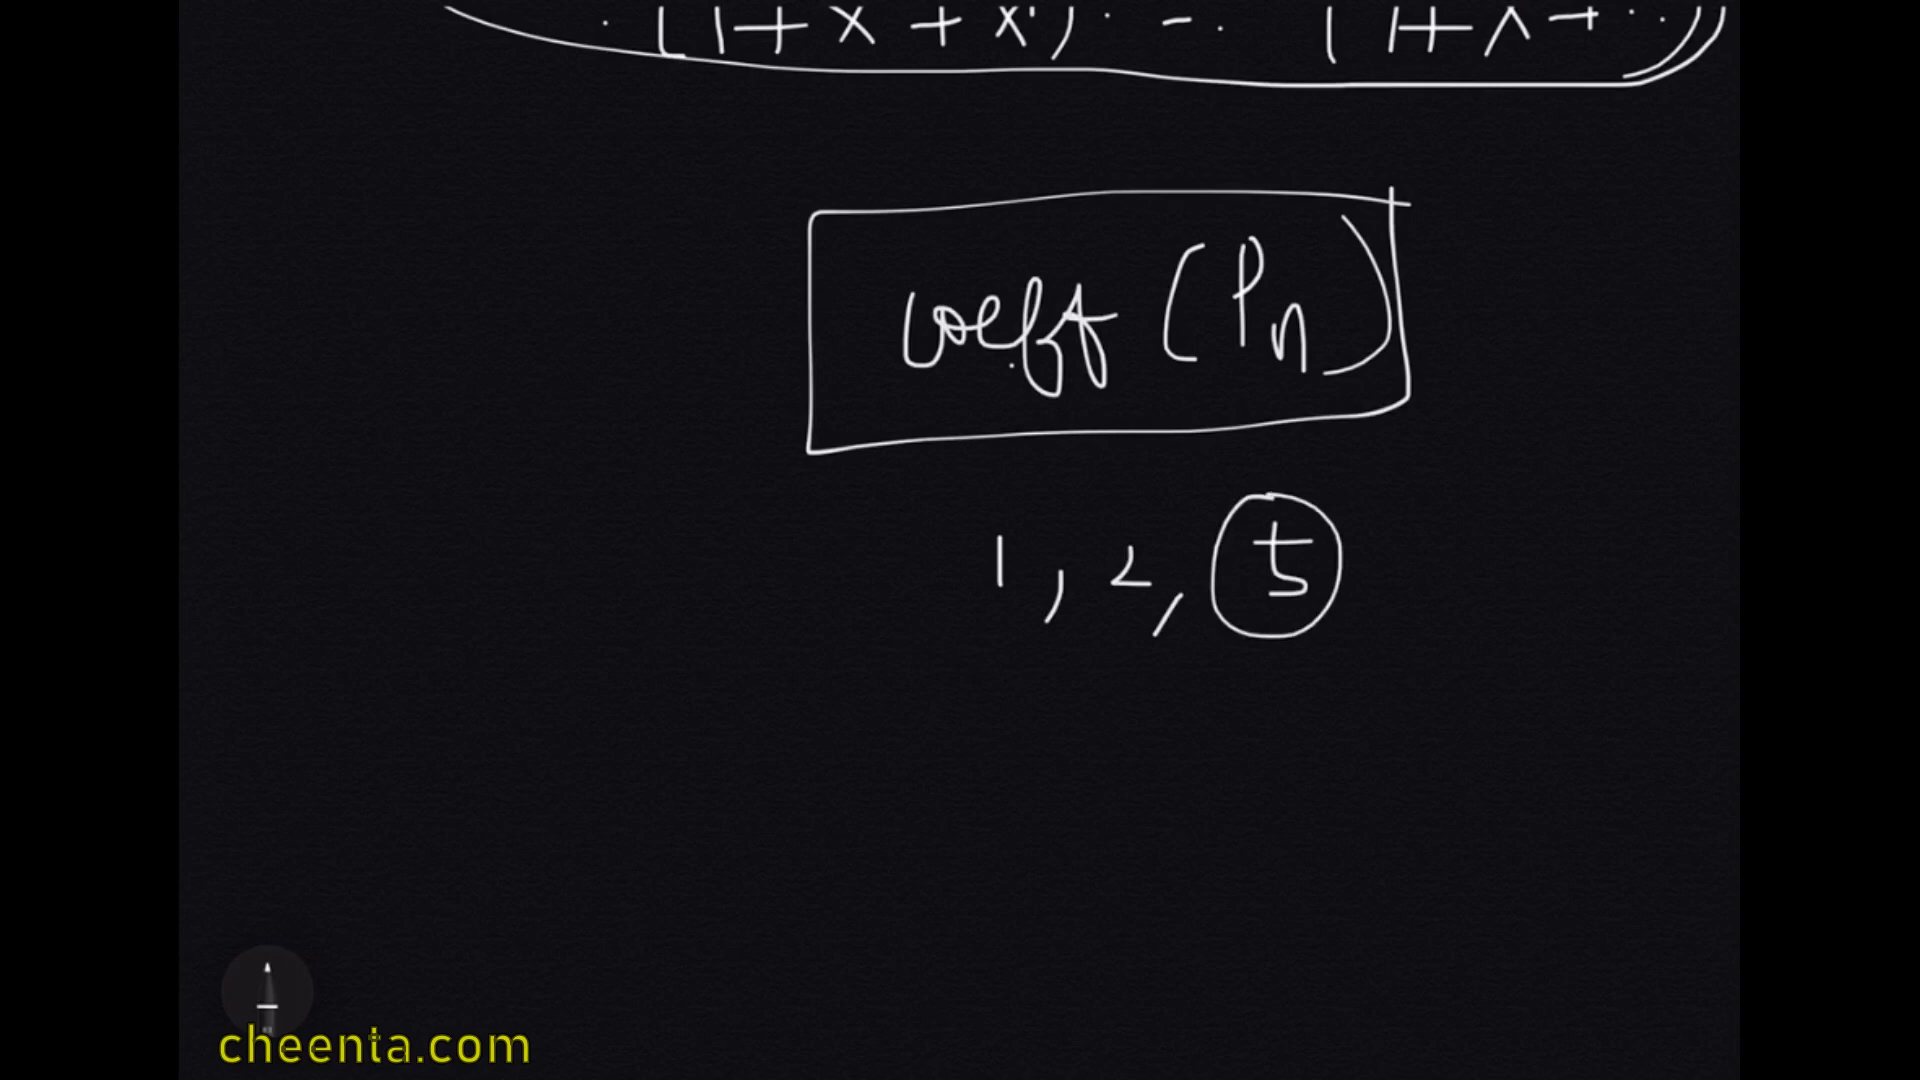 . (1 + x + x²) . - . (1 + x + . . ))
coeff (Pn)
1, 2, 5
cheenta.com